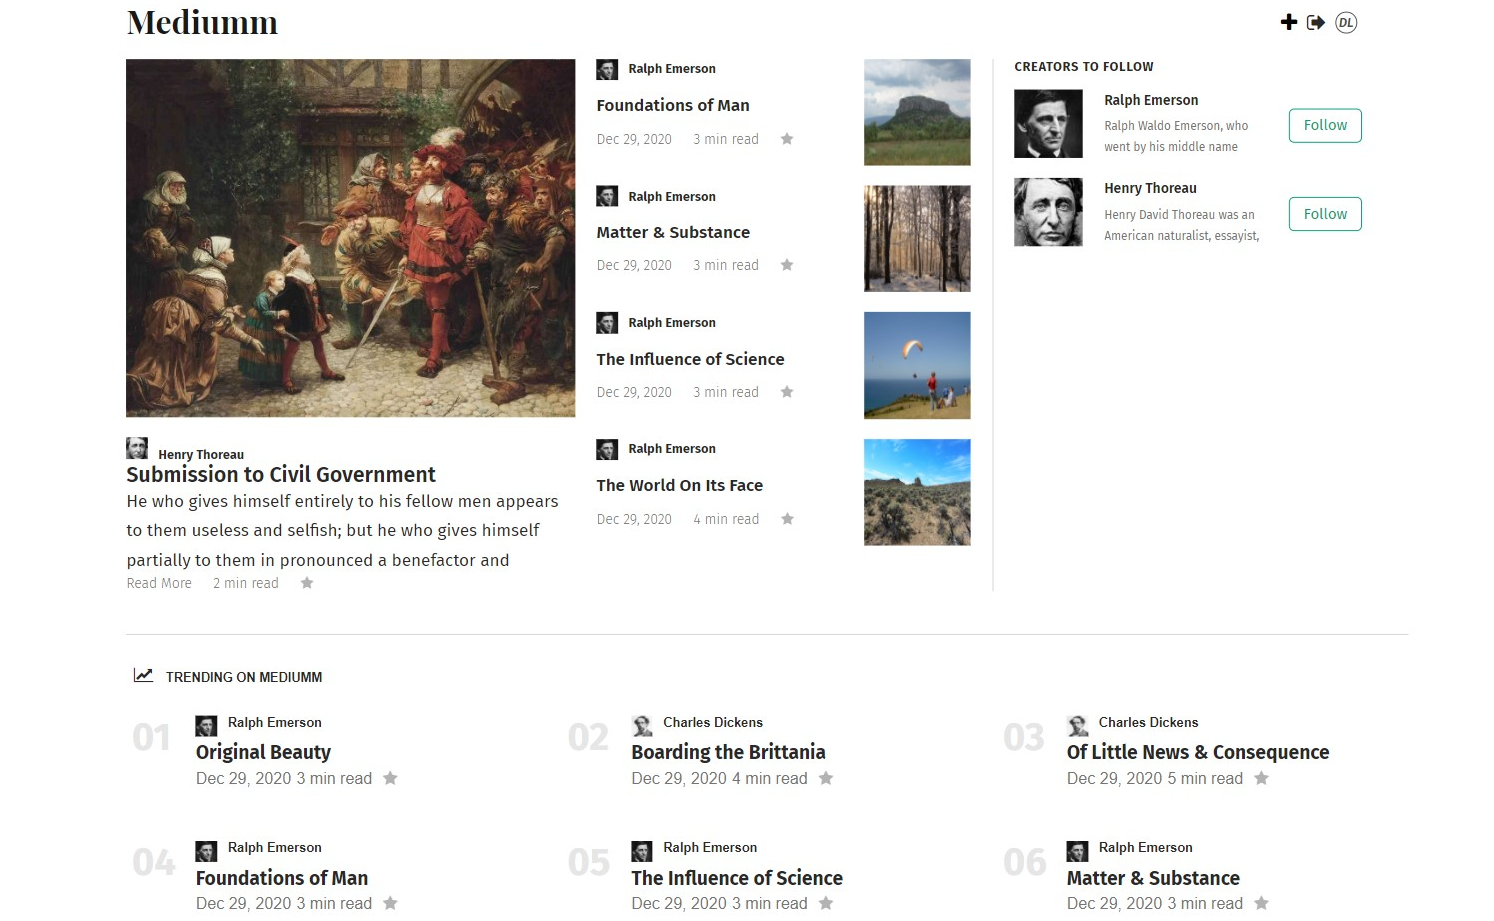 Mediumm
DL
Henry Thoreau
Submission to Civil Government
He who gives himself entirely to his fellow men appears
to them useless and selfish; but he who gives himself
partially to them in pronounced a benefactor and
Read More 2 min read
Ralph Emerson
Foundations of Man
Dec 29, 2020 3 min read
Ralph Emerson
Matter & Substance
Dec 29, 2020 3 min read
Ralph Emerson
The Influence of Science
Dec 29, 2020 3 min read
Ralph Emerson
The World On Its Face
Dec 29, 2020 4 min read
CREATORS TO FOLLOW
Ralph Emerson
Ralph Waldo Emerson, who
went by his middle name
Follow
Henry Thoreau
Henry David Thoreau was an
American naturalist, essayist,
Follow
TRENDING ON MEDIUMM
01
Ralph Emerson
Original Beauty
Dec 29, 2020 3 min read
02
Charles Dickens
Boarding the Brittania
Dec 29, 2020 4 min read
03
Charles Dickens
Of Little News & Consequence
Dec 29, 2020 5 min read
04
Ralph Emerson
Foundations of Man
Dec 29, 2020 3 min read
05
Ralph Emerson
The Influence of Science
Dec 29, 2020 3 min read
06
Ralph Emerson
Matter & Substance
Dec 29, 2020 3 min read